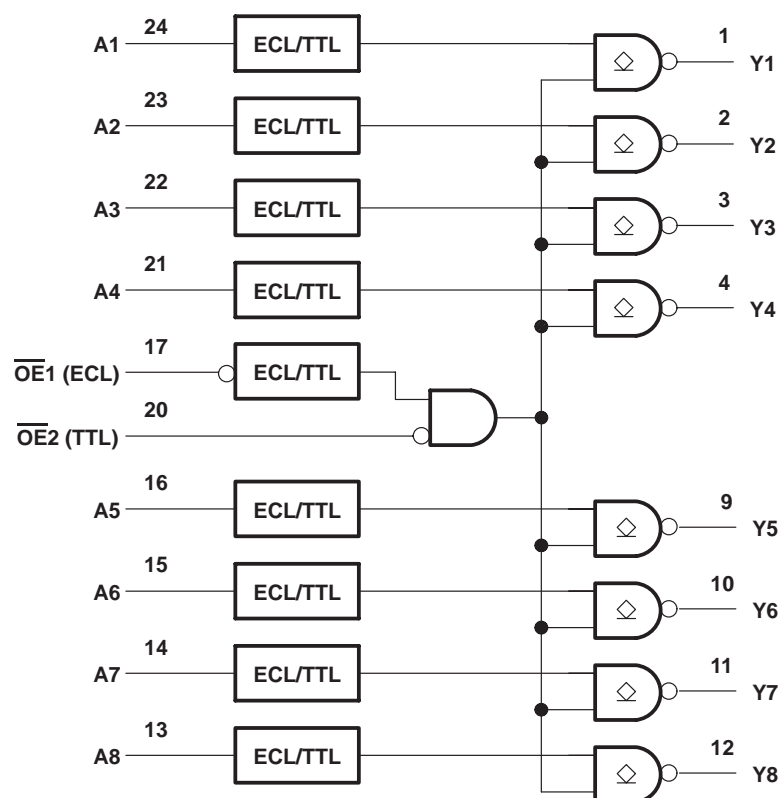 24
A1 ECL/TTL
1
Y1
23
A2 ECL/TTL
2
Y2
22
A3 ECL/TTL
3
Y3
21
A4 ECL/TTL
4
Y4
17
O̅E̅1 (ECL) ECL/TTL
20
O̅E̅2 (TTL)
16
A5 ECL/TTL
9
Y5
15
A6 ECL/TTL
10
Y6
14
A7 ECL/TTL
11
Y7
13
A8 ECL/TTL
12
Y8